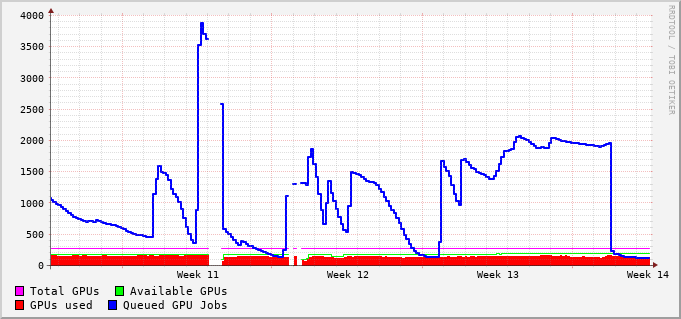 4000
3500
3000
2500
2000
1500
1000
500
0
Week 11 Week 12 Week 13 Week 14
Total GPUs Available GPUs
GPUs used Queued GPU Jobs
RRDTOOL / TOBI OETIKER